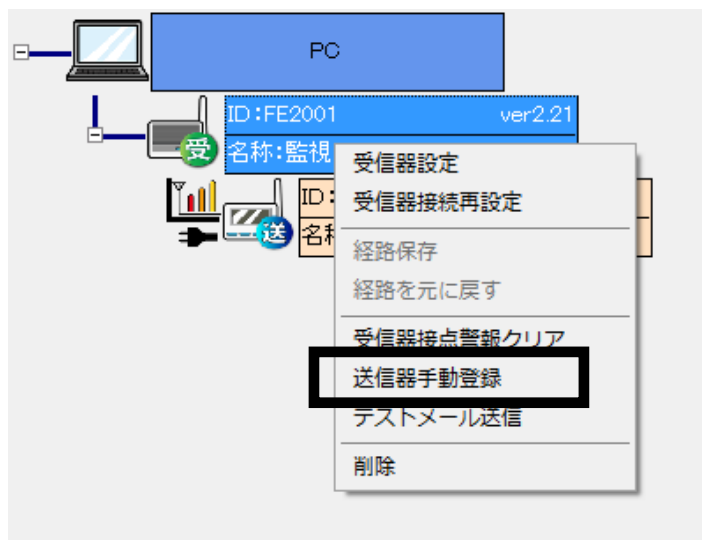 PC
ID:FE2001 ver2.21
受
名称:監視
受信器設定
ID:
受信器接続再設定
送
経路保存
経路を元に戻す
受信器接点警報クリア
送信器手動登録
テストメール送信
削除